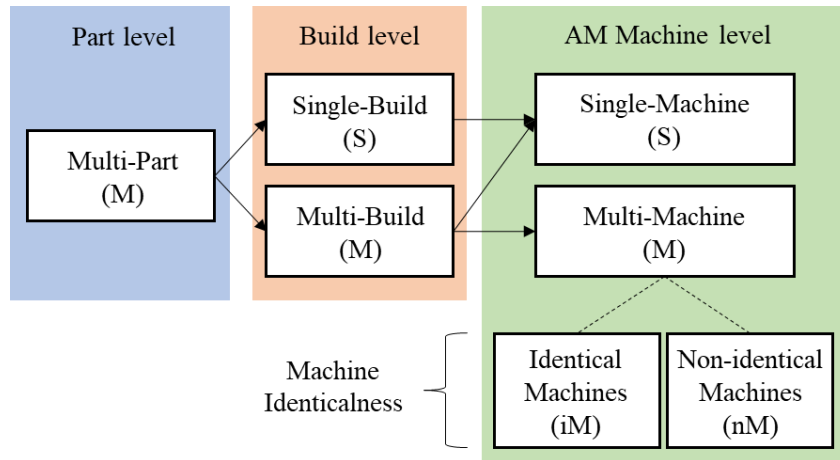 Part level
Build level
AM Machine level
Multi-Part
(M)
Single-Build
(S)
Multi-Build
(M)
Single-Machine
(S)
Multi-Machine
(M)
Machine
Identicalness
Identical
Machines
(iM)
Non-identical
Machines
(nM)